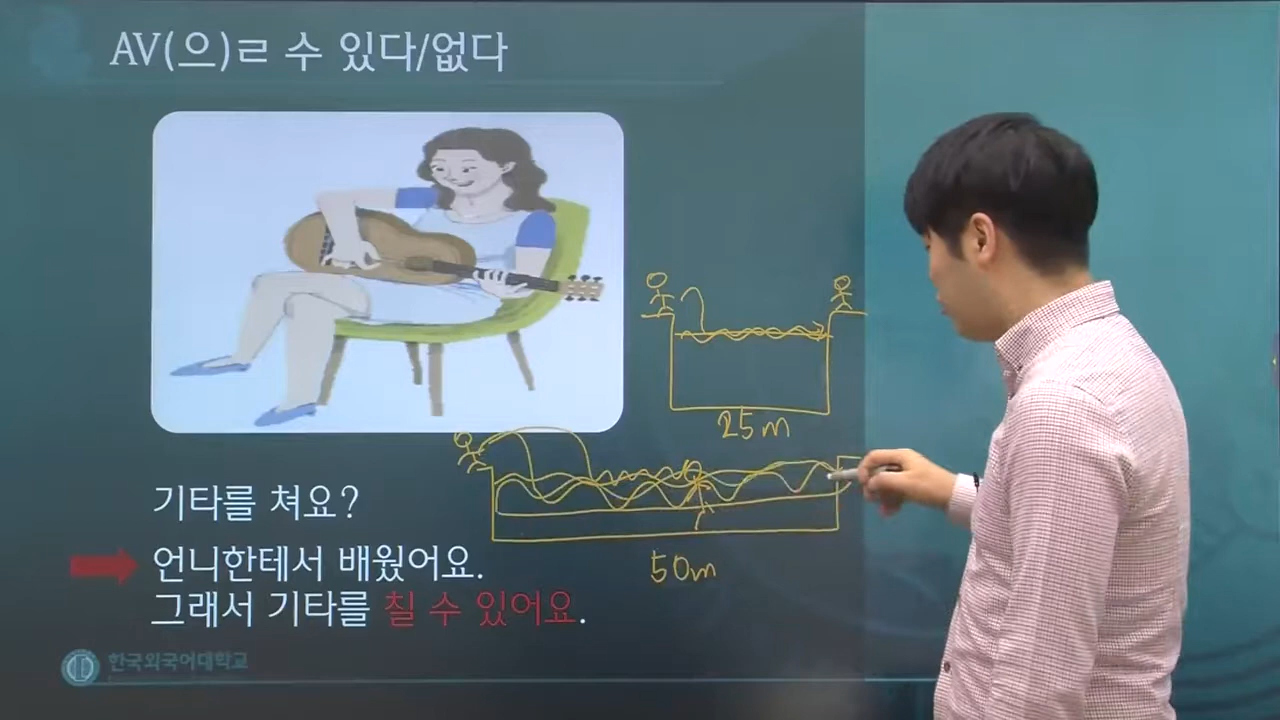 AV(으)ㄹ 수 있다/없다
25m
기타를 쳐요?
50m
언니한테서 배웠어요.
그래서 기타를 칠 수 있어요.
한국외국어대학교